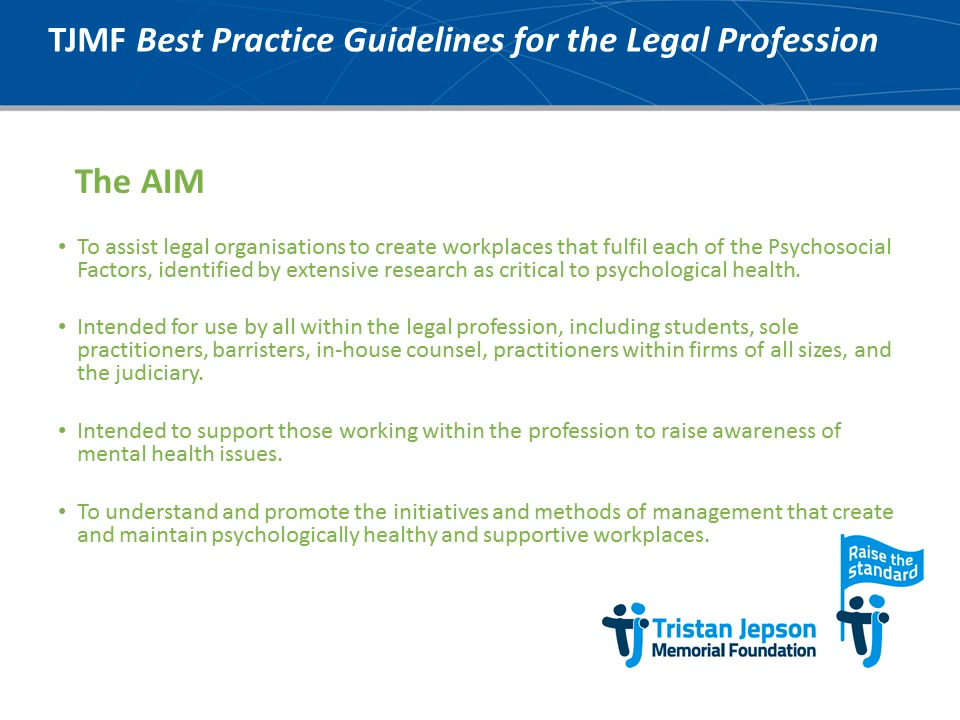 TJMF Best Practice Guidelines for the Legal Profession
The AIM
• To assist legal organisations to create workplaces that fulfil each of the Psychosocial
Factors, identified by extensive research as critical to psychological health.
• Intended for use by all within the legal profession, including students, sole
practitioners, barristers, in-house counsel, practitioners within firms of all sizes, and
the judiciary.
• Intended to support those working within the profession to raise awareness of
mental health issues.
• To understand and promote the initiatives and methods of management that create
and maintain psychologically healthy and supportive workplaces.
Raise the
standard
Tristan Jepson
Memorial Foundation